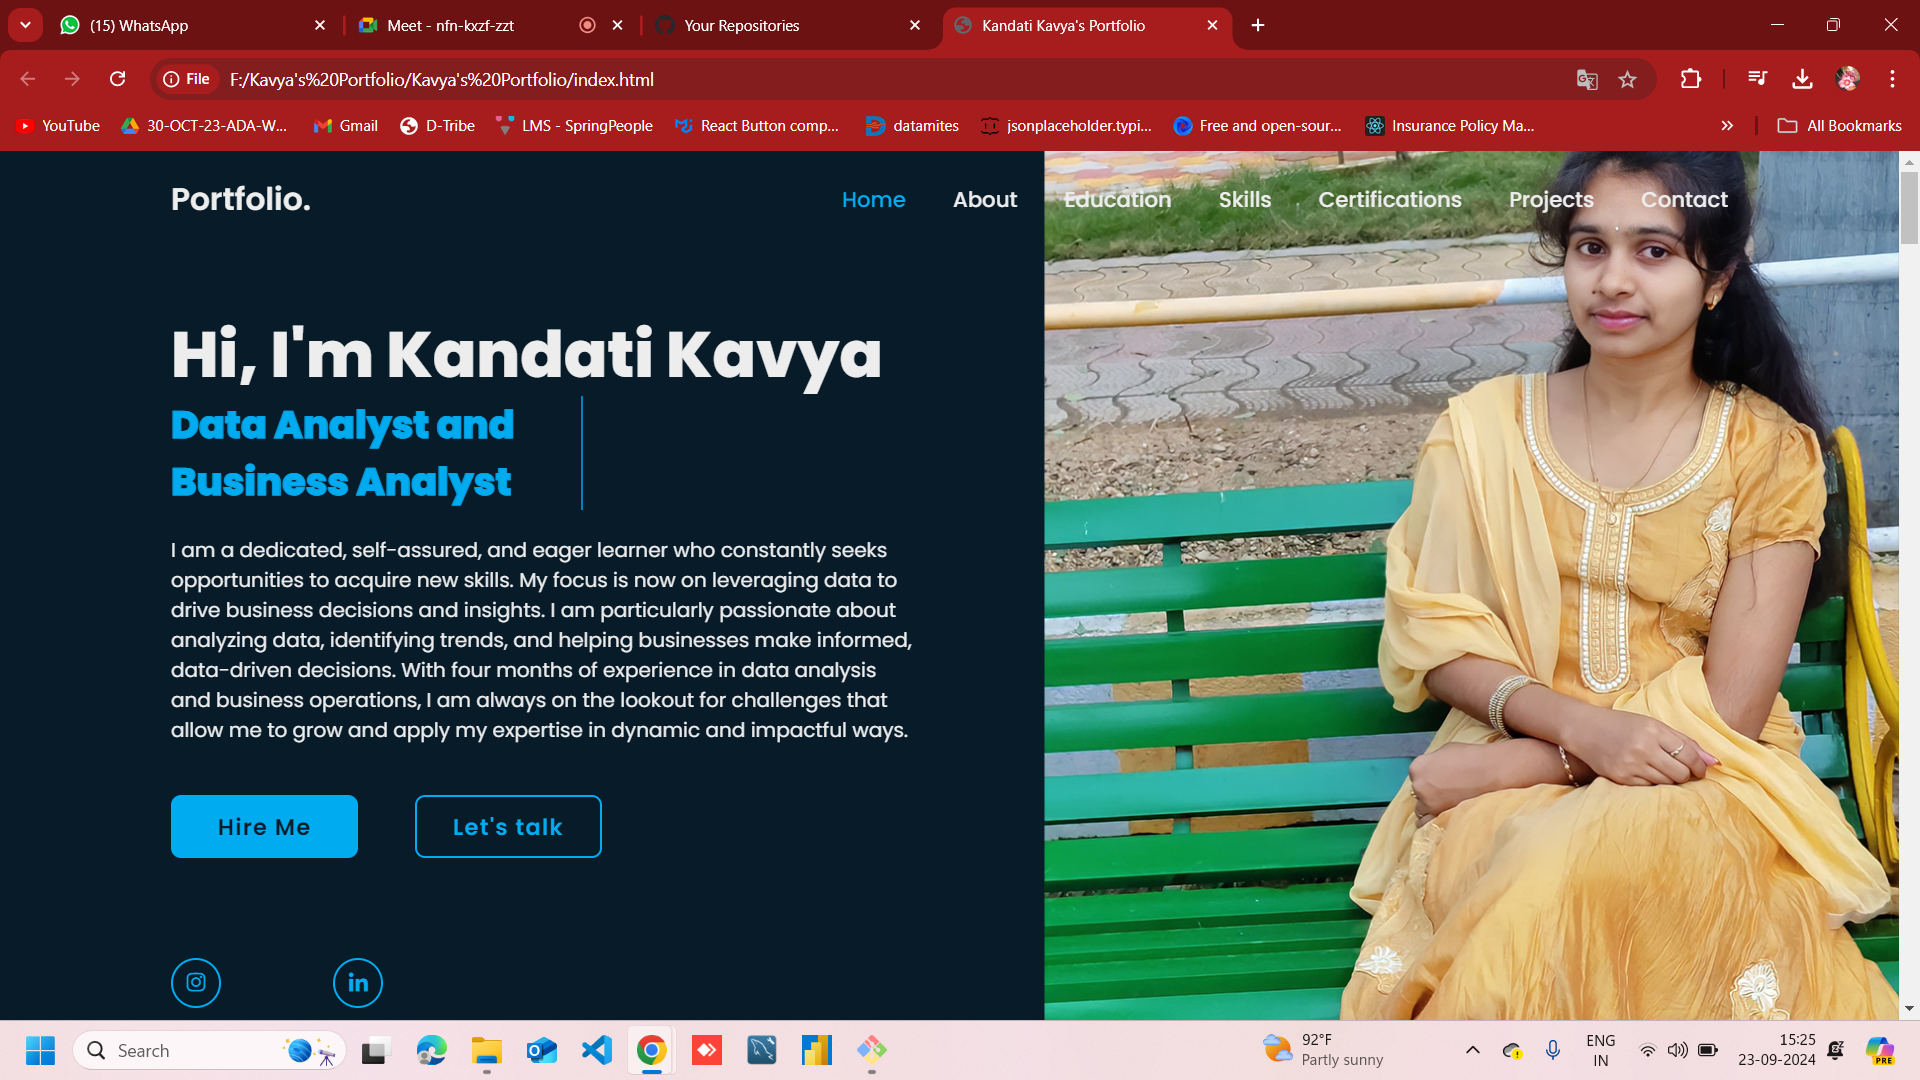 (15) WhatsApp
Meet - nfn-kxzf-zzt
Your Repositories
Kandati Kavya's Portfolio
File
F:/Kavya's%20Portfolio/Kavya's%20Portfolio/index.html
YouTube
30-OCT-23-ADA-W...
Gmail
D-Tribe
LMS - SpringPeople
React Button comp...
datamites
jsonplaceholder.typi...
Free and open-sour...
Insurance Policy Ma...
All Bookmarks
Portfolio.
Home
About
Education
Skills
Certifications
Projects
Contact
Hi, I'm Kandati Kavya
Data Analyst and
Business Analyst
I am a dedicated, self-assured, and eager learner who constantly seeks
opportunities to acquire new skills. My focus is now on leveraging data to
drive business decisions and insights. I am particularly passionate about
analyzing data, identifying trends, and helping businesses make informed,
data-driven decisions. With four months of experience in data analysis
and business operations, I am always on the lookout for challenges that
allow me to grow and apply my expertise in dynamic and impactful ways.
Hire Me
Let's talk
in
Search
92°F
Partly sunny
ENG
IN
15:25
23-09-2024
PRE